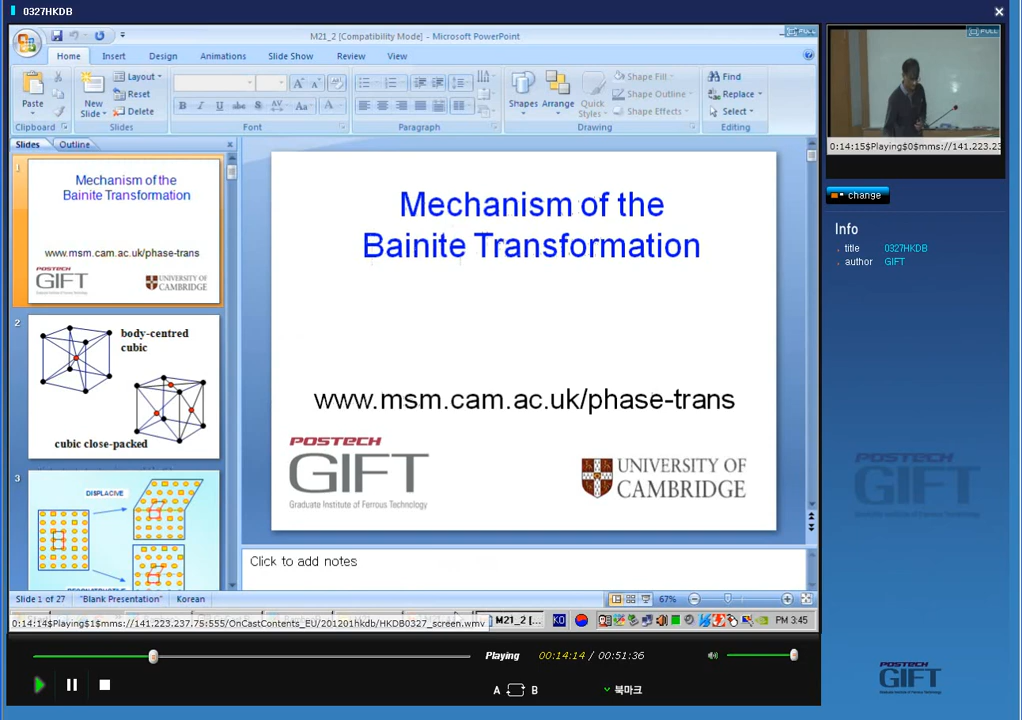 0327HKDB
M21_2 [Compatibility Mode] - Microsoft PowerPoint
Home Insert Design Animations Slide Show Review View
Paste
Clipboard
New Slide
Layout
Reset
Delete
Slides
Font
Paragraph
Shapes
Arrange
Quick Styles
Shape Fill
Shape Outline
Shape Effects
Drawing
Find
Replace
Select
Editing
Slides Outline
1
Mechanism of the
Bainite Transformation
www.msm.cam.ac.uk/phase-trans
GIFT
UNIVERSITY OF
CAMBRIDGE
2
body-centred
cubic
cubic close-packed
3
DISPLACIVE
Mechanism of the
Bainite Transformation
www.msm.cam.ac.uk/phase-trans
POSTECH
GIFT
Graduate Institute of Ferrous Technology
UNIVERSITY OF
CAMBRIDGE
Click to add notes
Slide 1 of 27 "Blank Presentation" Korean 67%
0:14:14$Playing$1$mms://141.223.237.75:555/OnCastContents_EU/201201hkdb/HKDB0327_screen.wmv
M21_2 [...
KO
PM 3:45
Playing 00:14:14 / 00:51:36
A B
북마크
FULL
0:14:15$Playing$0$mms://141.223.23
change
Info
title 0327HKDB
author GIFT
POSTECH
GIFT
POSTECH
GIFT